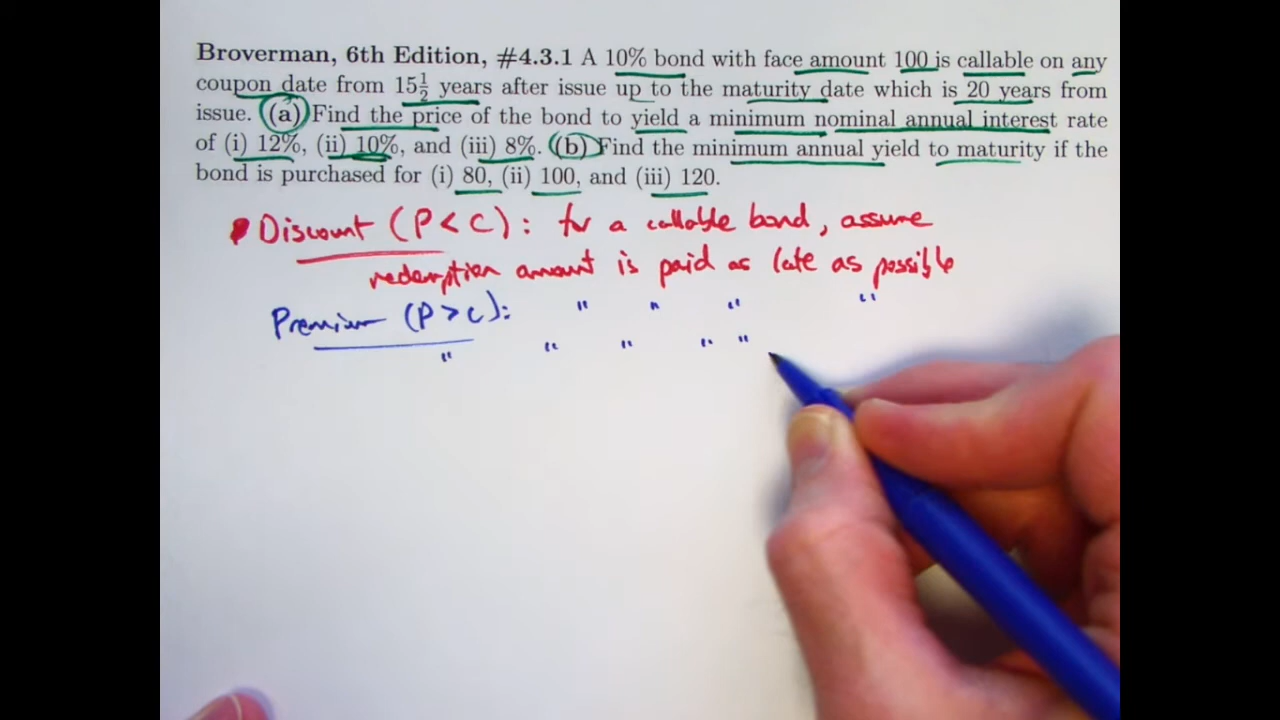 Broverman, 6th Edition, #4.3.1 A 10% bond with face amount 100 is callable on any
coupon date from 15½ years after issue up to the maturity date which is 20 years from
issue. (a) Find the price of the bond to yield a minimum nominal annual interest rate
of (i) 12%, (ii) 10%, and (iii) 8%. (b) Find the minimum annual yield to maturity if the
bond is purchased for (i) 80, (ii) 100, and (iii) 120.
Discount (P < C): for a callable bond, assume
redemption amount is paid as late as possible
Premium (P > C): " " " "
" " " " "